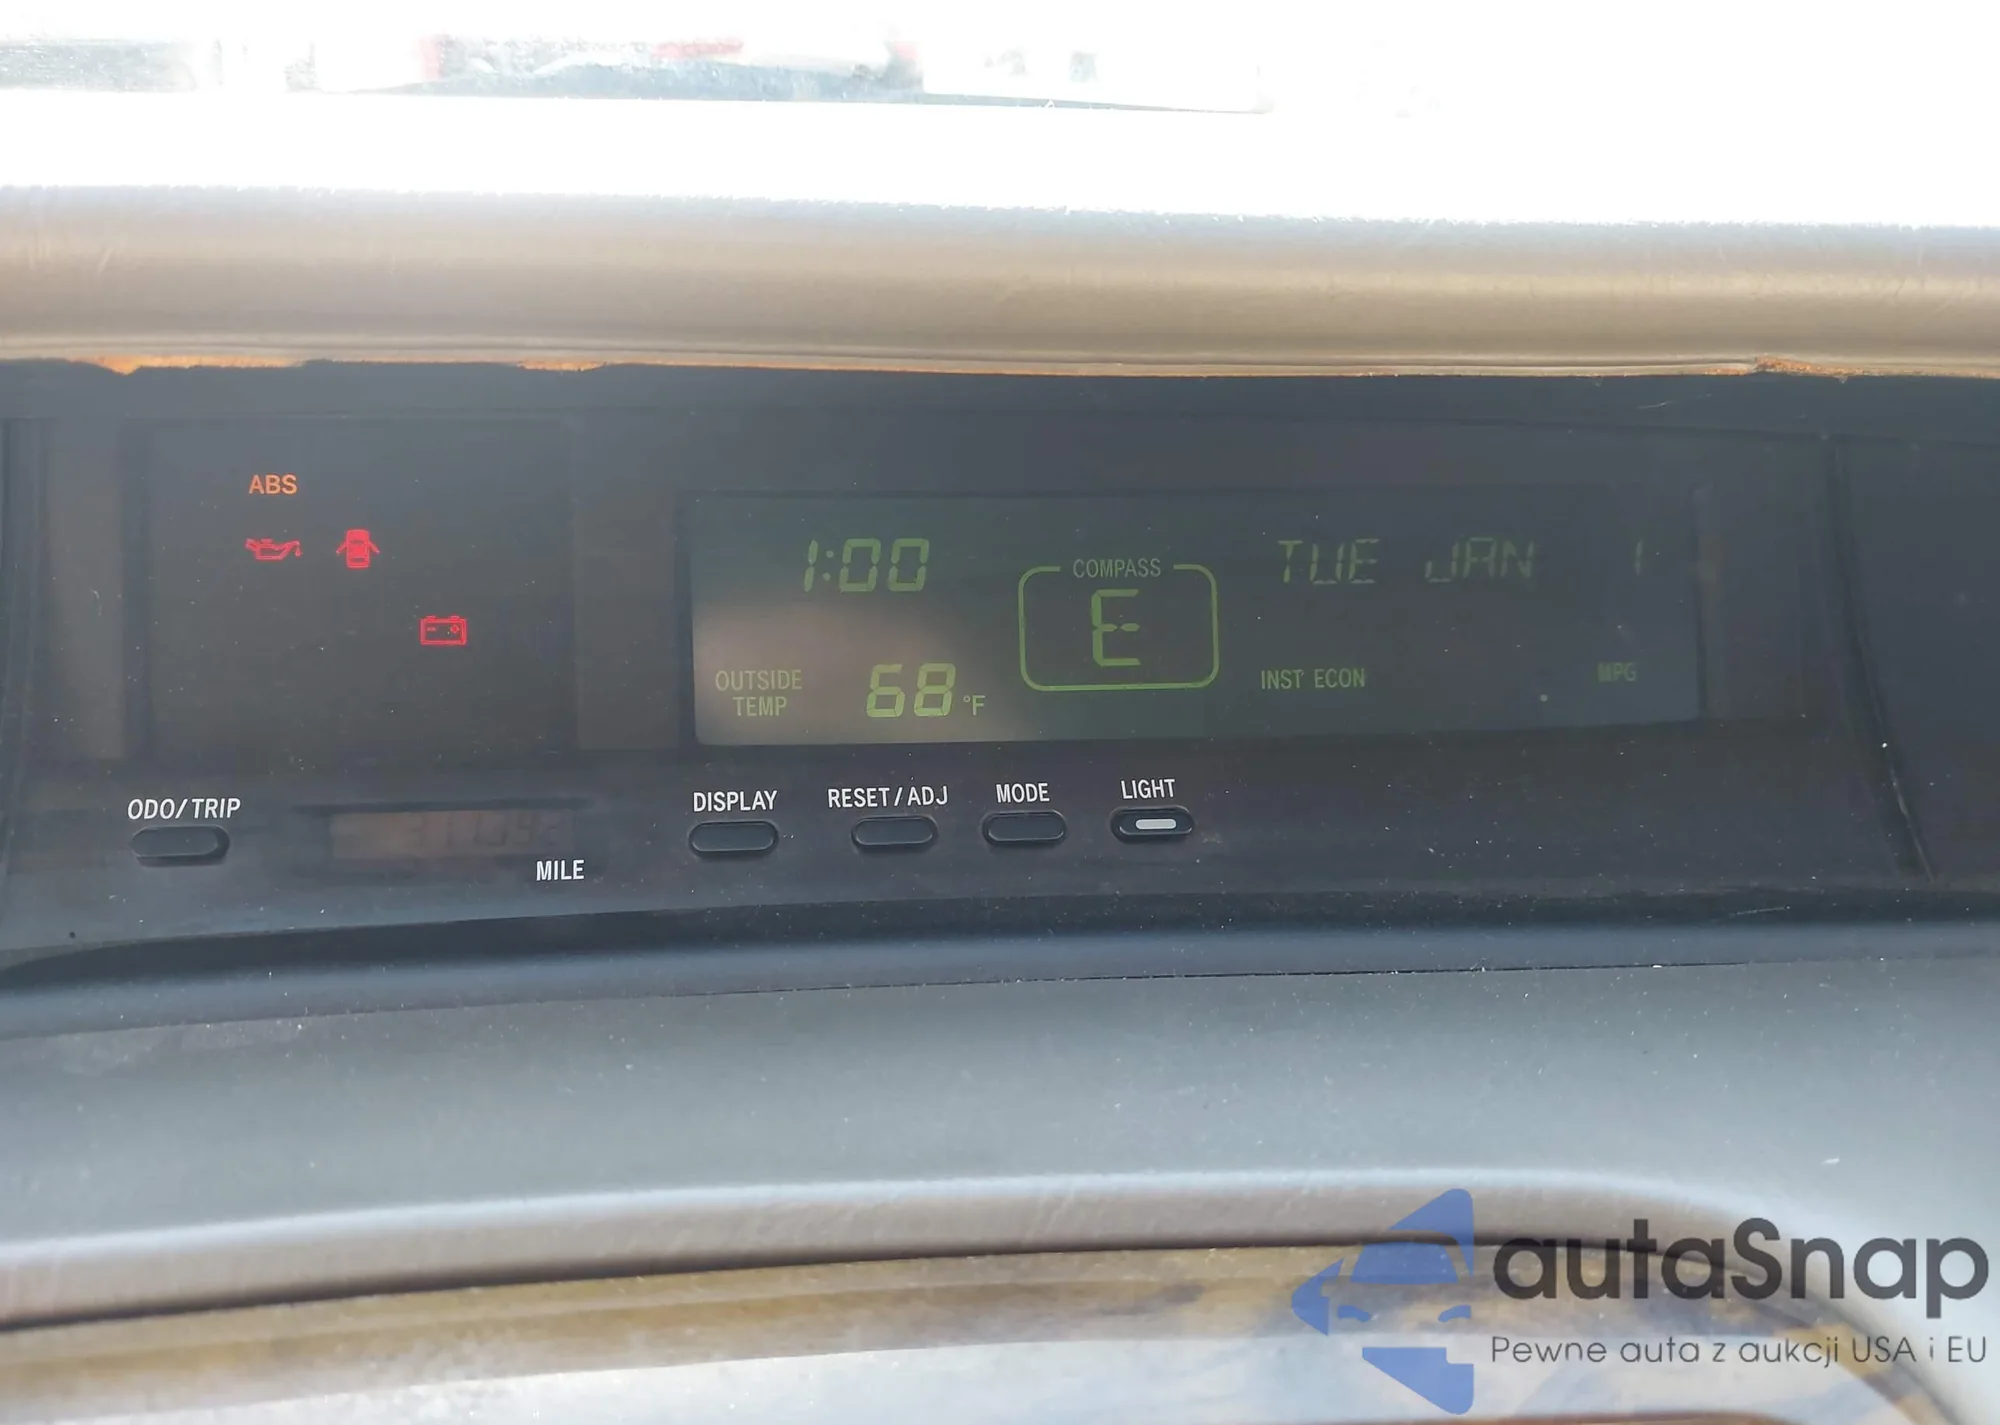 ABS
1:00
COMPASS
E
TUE JAN 1
OUTSIDE
TEMP
68°F
INST ECON
MPG
ODO/TRIP
MILE
DISPLAY
RESET/ADJ
MODE
LIGHT
autaSnap
Pewne auta z aukcji USA i EU